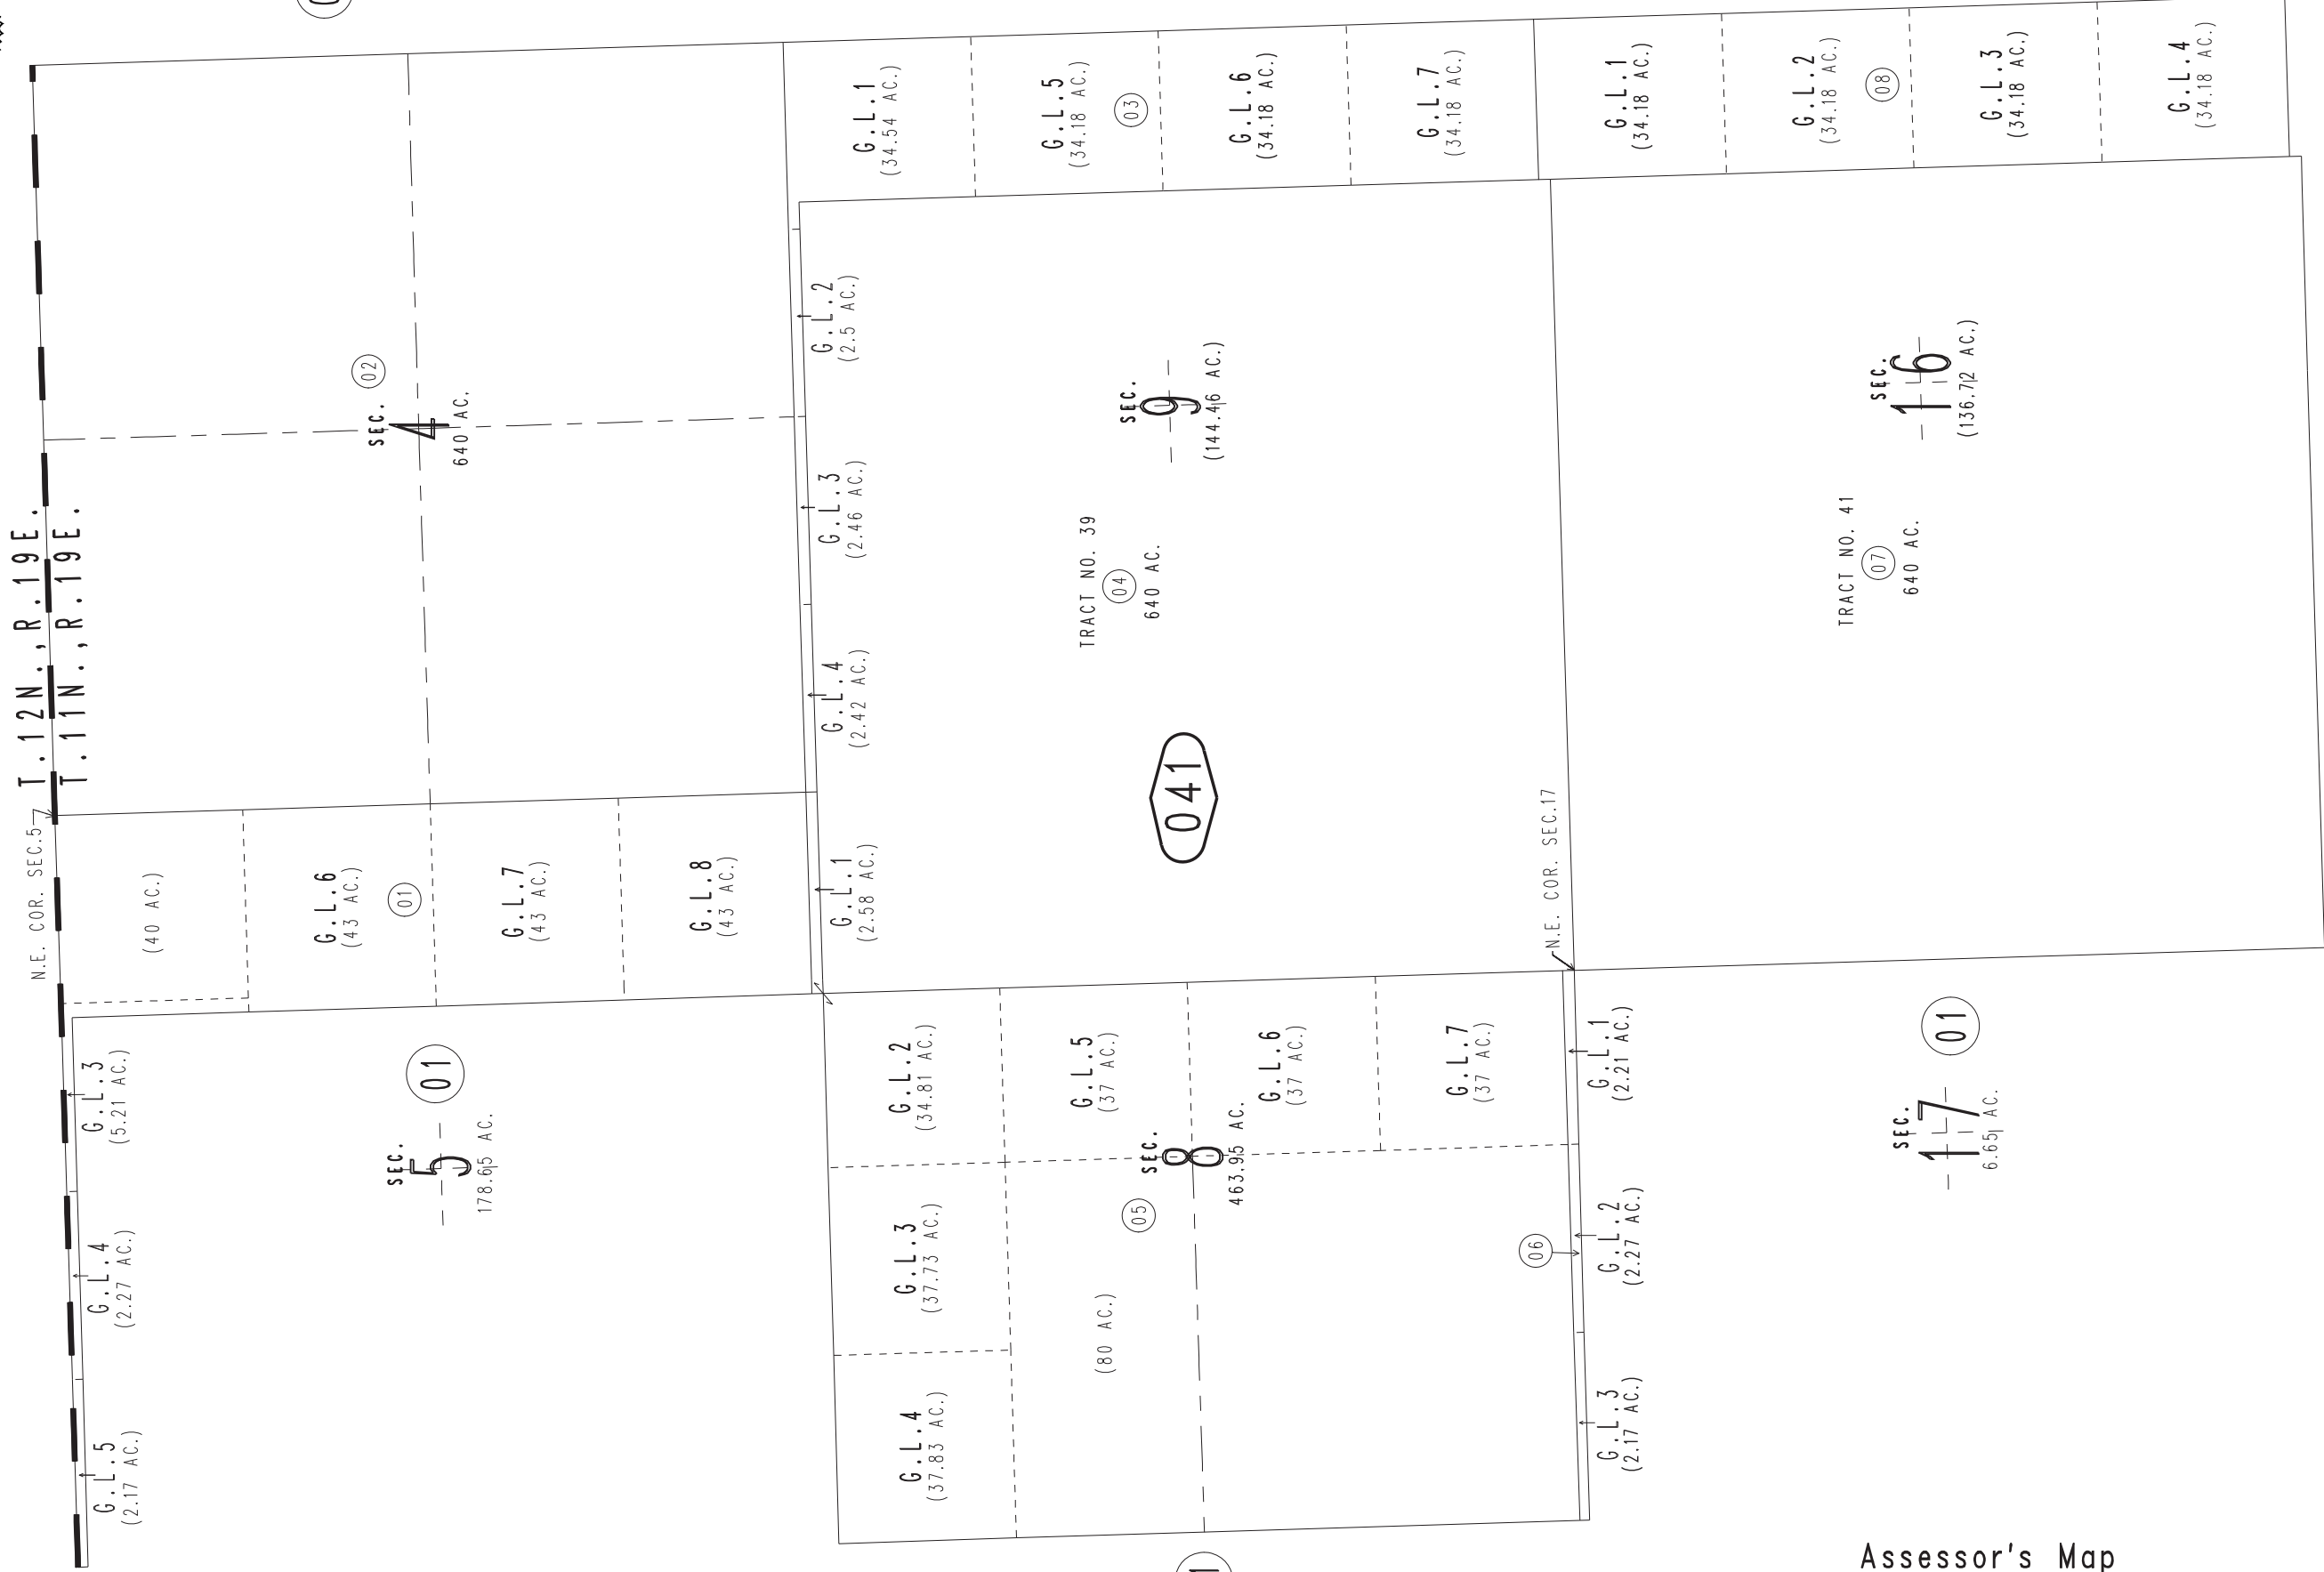 T.12N.,R.19E.
T.11N.,R.19E.
N.E. COR. SEC.5
SEC.
4
640 AC.
02
(40 AC.)
G.L.6
(43 AC.)
01
G.L.7
(43 AC.)
G.L.8
(43 AC.)
G.L.3
(5.21 AC.)
G.L.4
(2.27 AC.)
G.L.5
(2.17 AC.)
SEC.
5
178.65 AC.
01
G.L.1
(34.54 AC.)
G.L.5
(34.18 AC.)
03
G.L.6
(34.18 AC.)
G.L.7
(34.18 AC.)
G.L.2
(2.5 AC.)
G.L.3
(2.46 AC.)
G.L.4
(2.42 AC.)
G.L.1
(2.58 AC.)
SEC.
9
(144.46 AC.)
TRACT NO. 39
04
640 AC.
041
G.L.2
(34.81 AC.)
G.L.5
(37 AC.)
G.L.6
(37 AC.)
G.L.7
(37 AC.)
G.L.3
(37.73 AC.)
G.L.4
(37.83 AC.)
SEC.
8
463.95 AC.
05
(80 AC.)
06
N.E. COR. SEC.17
G.L.1
(34.18 AC.)
G.L.2
(34.18 AC.)
08
G.L.3
(34.18 AC.)
G.L.4
(34.18 AC.)
SEC.
16
(136.72 AC.)
TRACT NO. 41
07
640 AC.
G.L.1
(2.21 AC.)
G.L.2
(2.27 AC.)
G.L.3
(2.17 AC.)
SEC.
17
6.65 AC.
01
Assessor's Map